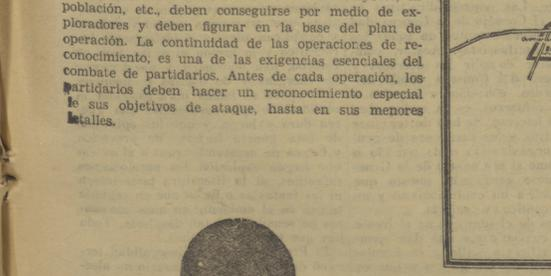 población, etc., deben conseguirse por medio de ex-
ploradores y deben figurar en la base del plan de
operación. La continuidad de las operaciones de re-
conocimiento, es una de las exigencias esenciales del
combate de partidarios. Antes de cada operación, los
partidarios deben hacer un reconocimiento especial
de sus objetivos de ataque, hasta en sus menores
detalles.